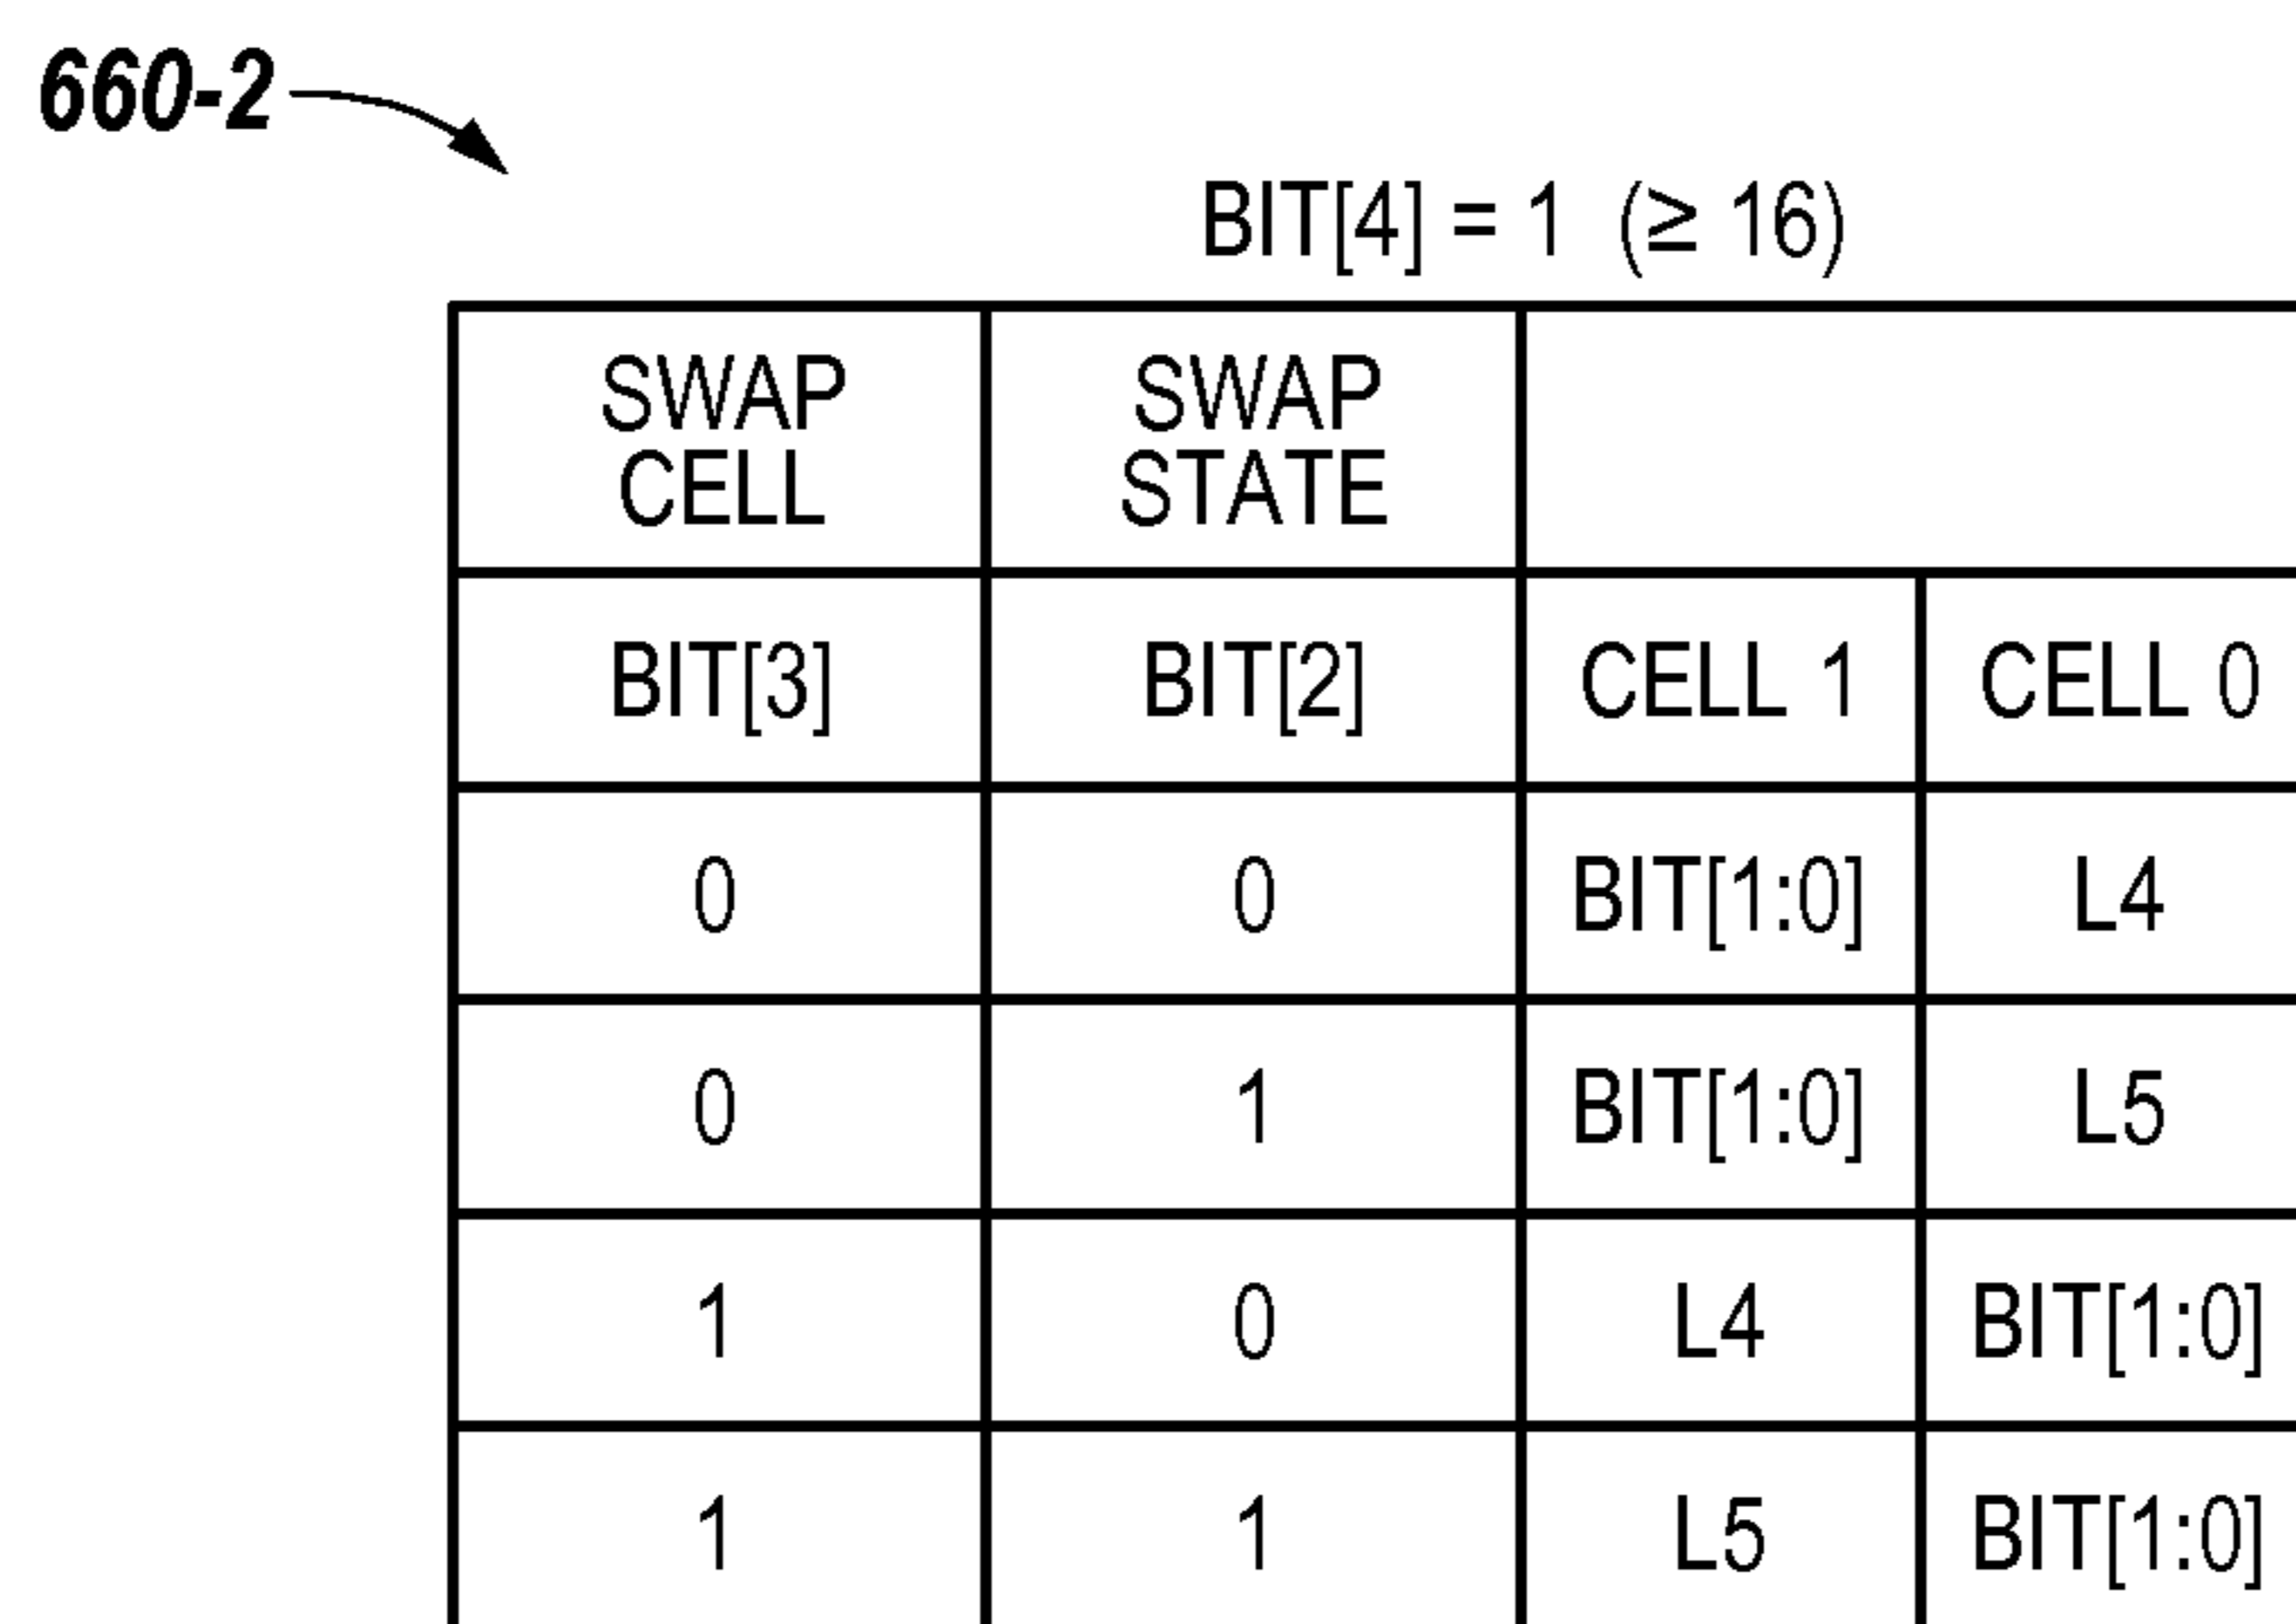 660-2
BIT[4] = 1 (≥ 16)
SWAP CELL SWAP STATE
BIT[3] BIT[2] CELL 1 CELL 0
0 0 BIT[1:0] L4
0 1 BIT[1:0] L5
1 0 L4 BIT[1:0]
1 1 L5 BIT[1:0]